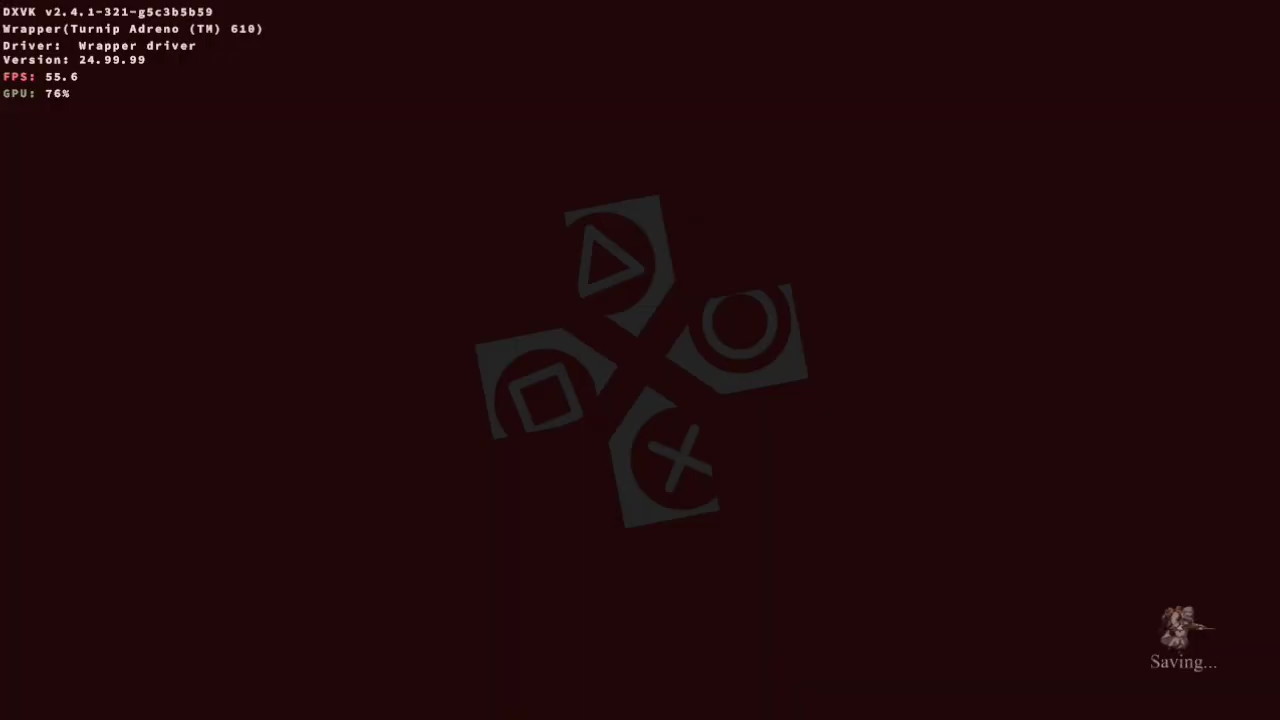 DXVK v2.4.1-321-g5c3b5b59
Wrapper(Turnip Adreno (TM) 610)
Driver:  Wrapper driver
Version: 24.99.99
FPS: 55.6
GPU: 76%
Saving...